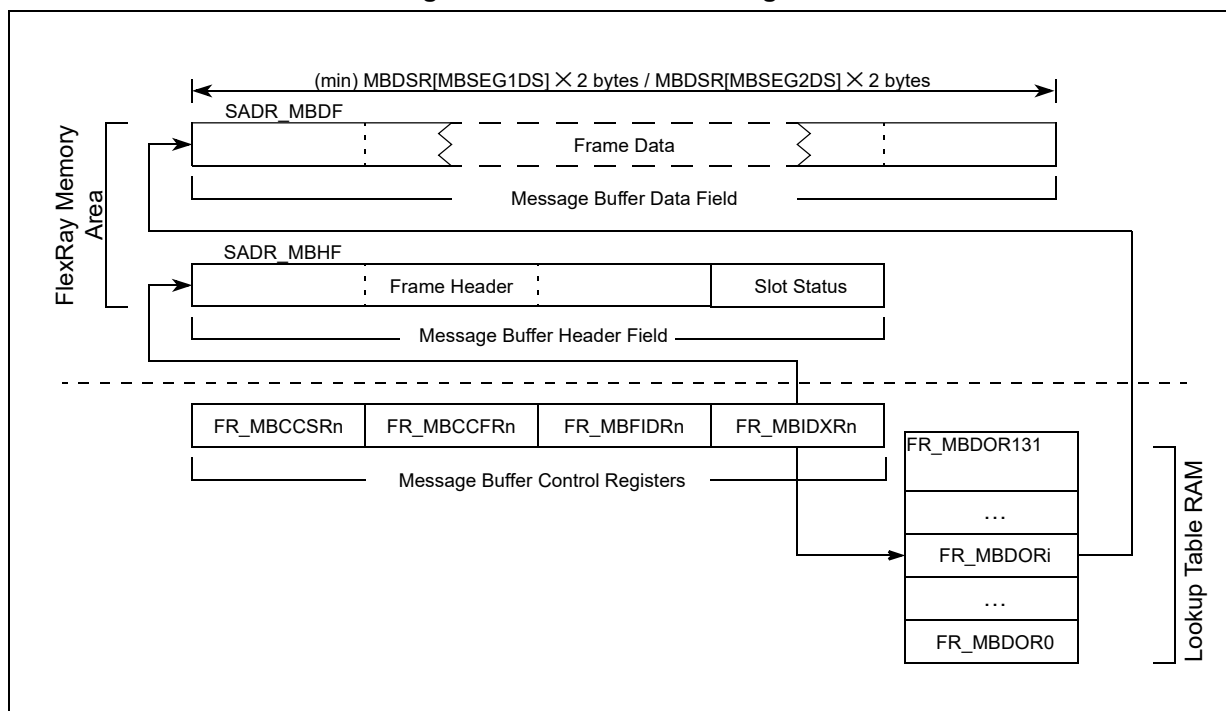 (min) MBDSR[MBSEG1DS] × 2 bytes / MBDSR[MBSEG2DS] × 2 bytes
SADR_MBDF
Frame Data
Message Buffer Data Field
FlexRay Memory
Area
SADR_MBHF
Frame Header
Slot Status
Message Buffer Header Field
FR_MBCCSRn
FR_MBCCFRn
FR_MBFIDRn
FR_MBIDXRn
Message Buffer Control Registers
FR_MBDOR131
...
FR_MBDORi
...
FR_MBDOR0
Lookup Table RAM